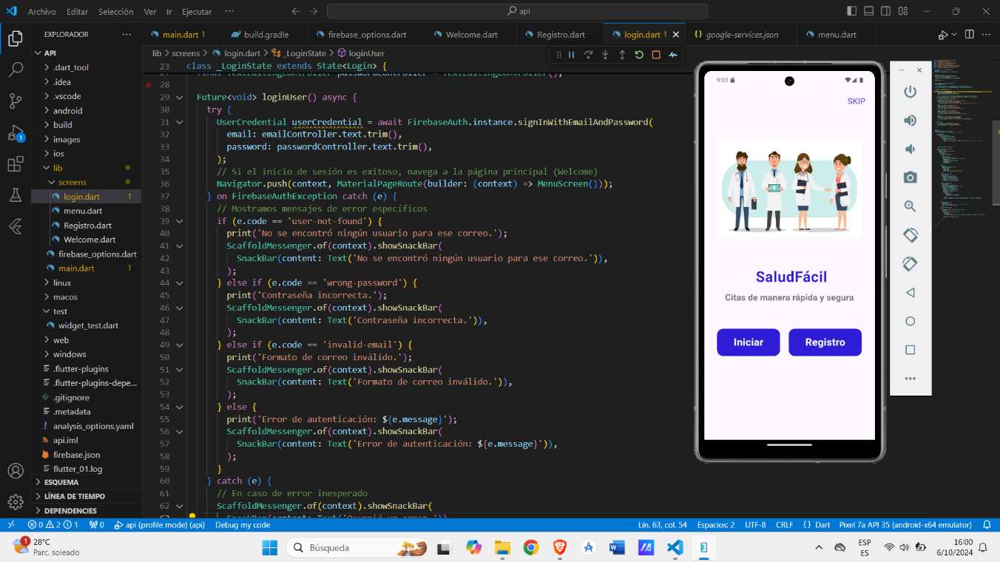 Archivo Editar Selección Ver Ir Ejecutar ··· api
EXPLORADOR ···
main.dart 1 build.gradle firebase_options.dart Welcome.dart Registro.dart login.dart 1 google-services.json menu.dart
lib > screens > login.dart > _LoginState > loginUser
API
.dart_tool
.idea
.vscode
android
build
images
ios
lib
screens
login.dart 1
menu.dart
Registro.dart
Welcome.dart
firebase_options.dart
main.dart 1
linux
macos
test
widget_test.dart
web
windows
.flutter-plugins
.flutter-plugins-depe...
.gitignore
.metadata
analysis_options.yaml
api.iml
firebase.json
flutter_01.log
ESQUEMA
LÍNEA DE TIEMPO
DEPENDENCIES
1
23 class _LoginState extends State<Login> {
27 final TextEditingController passwordController = TextEditingController();
28
29 Future<void> loginUser() async {
30 try {
31 UserCredential userCredential = await FirebaseAuth.instance.signInWithEmailAndPassword(
32 email: emailController.text.trim(),
33 password: passwordController.text.trim(),
34 );
35 // Si el inicio de sesión es exitoso, navega a la página principal (Welcome)
36 Navigator.push(context, MaterialPageRoute(builder: (context) => MenuScreen()));
37 } on FirebaseAuthException catch (e) {
38 // Mostramos mensajes de error específicos
39 if (e.code == 'user-not-found') {
40 print('No se encontró ningún usuario para ese correo.');
41 ScaffoldMessenger.of(context).showSnackBar(
42 SnackBar(content: Text('No se encontró ningún usuario para ese correo.')),
43 );
44 } else if (e.code == 'wrong-password') {
45 print('Contraseña incorrecta.');
46 ScaffoldMessenger.of(context).showSnackBar(
47 SnackBar(content: Text('Contraseña incorrecta.')),
48 );
49 } else if (e.code == 'invalid-email') {
50 print('Formato de correo inválido.');
51 ScaffoldMessenger.of(context).showSnackBar(
52 SnackBar(content: Text('Formato de correo inválido.')),
53 );
54 } else {
55 print('Error de autenticación: ${e.message}');
56 ScaffoldMessenger.of(context).showSnackBar(
57 SnackBar(content: Text('Error de autenticación: ${e.message}')),
58 );
59 }
60 } catch (e) {
61 // En caso de error inesperado
62 ScaffoldMessenger.of(context).showSnackBar(
9:00
SKIP
SaludFácil
Citas de manera rápida y segura
Iniciar Registro
0 2 1 0 api (profile mode) (api) Debug my code Lín. 63, col. 54 Espacios: 2 UTF-8 CRLF {} Dart Pixel 7a API 35 (android-x64 emulator)
1 28°C
Parc. soleado
Búsqueda
ESP
ES
16:00
6/10/2024